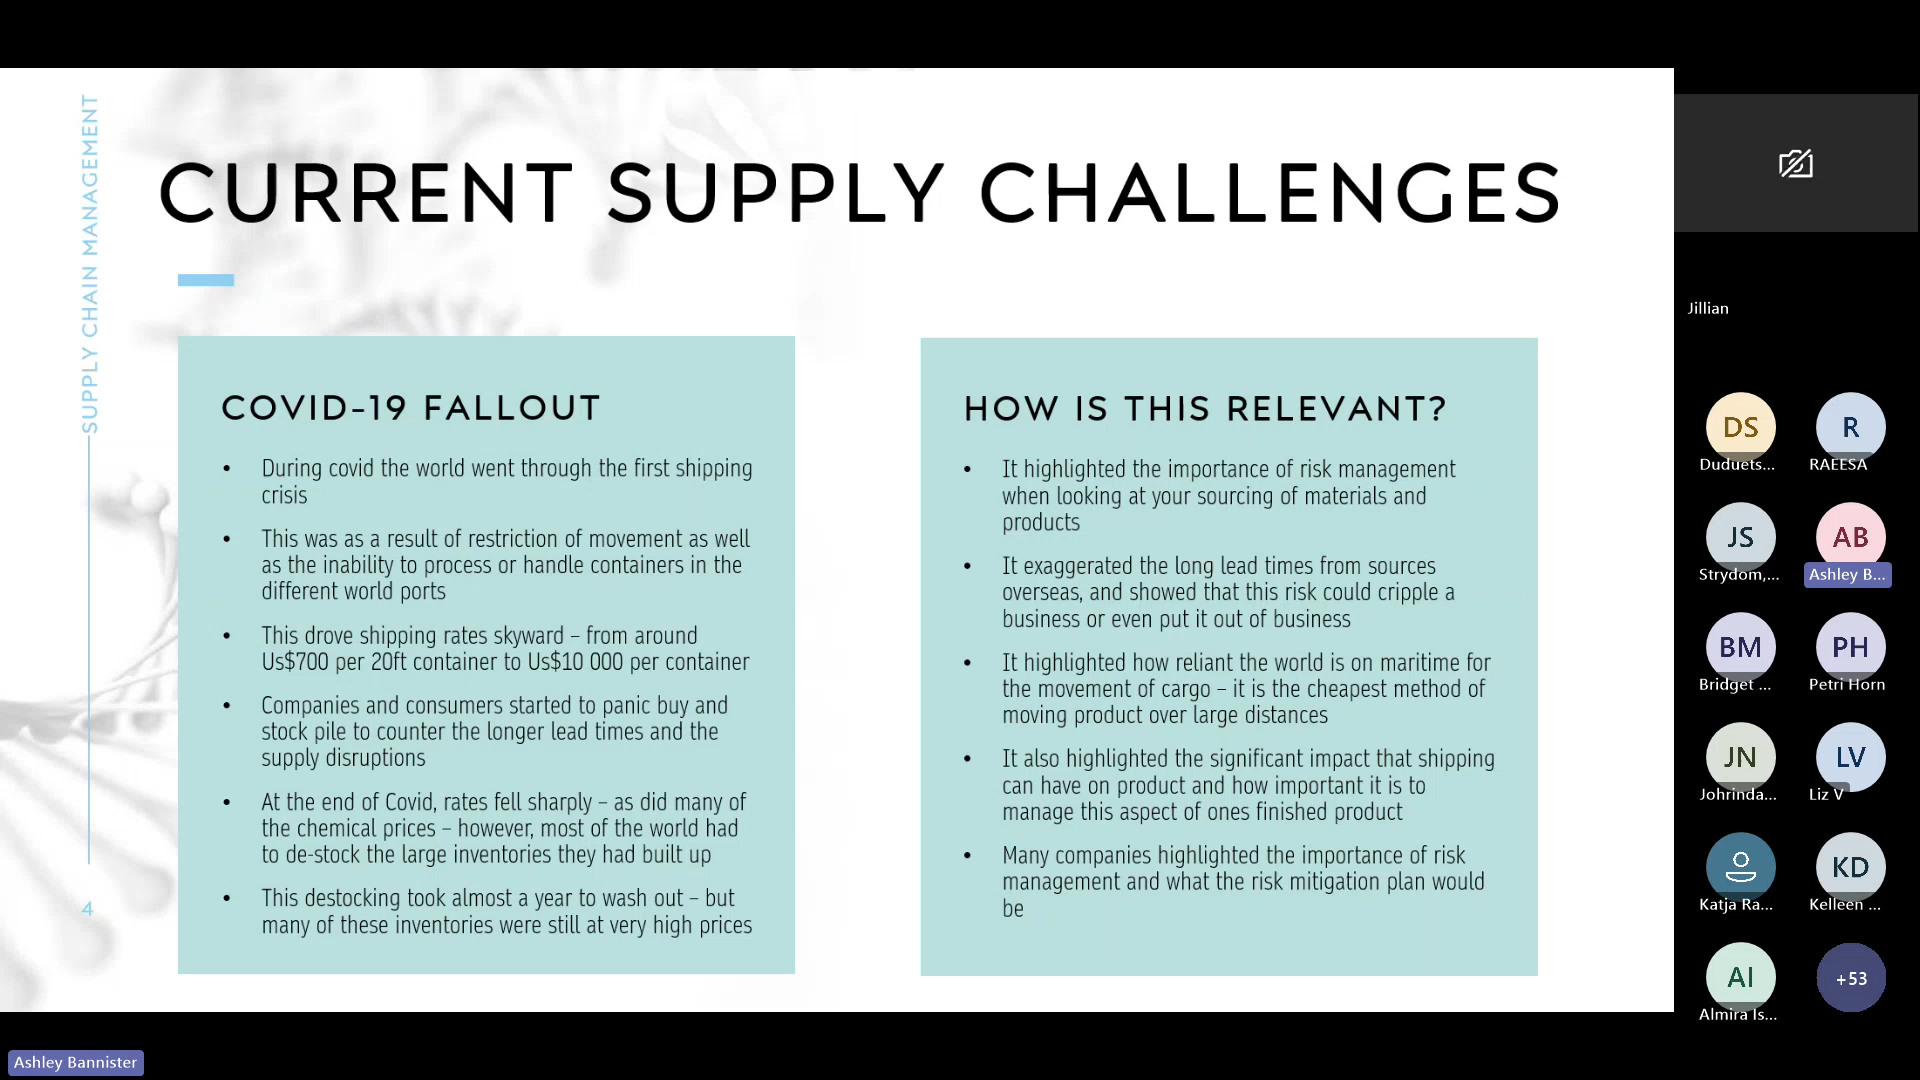 SUPPLY CHAIN MANAGEMENT
4
CURRENT SUPPLY CHALLENGES
COVID-19 FALLOUT
• During covid the world went through the first shipping
crisis
• This was as a result of restriction of movement as well
as the inability to process or handle containers in the
different world ports
• This drove shipping rates skyward – from around
Us$700 per 20ft container to Us$10 000 per container
• Companies and consumers started to panic buy and
stock pile to counter the longer lead times and the
supply disruptions
• At the end of Covid, rates fell sharply – as did many of
the chemical prices – however, most of the world had
to de-stock the large inventories they had built up
• This destocking took almost a year to wash out – but
many of these inventories were still at very high prices
HOW IS THIS RELEVANT?
• It highlighted the importance of risk management
when looking at your sourcing of materials and
products
• It exaggerated the long lead times from sources
overseas, and showed that this risk could cripple a
business or even put it out of business
• It highlighted how reliant the world is on maritime for
the movement of cargo – it is the cheapest method of
moving product over large distances
• It also highlighted the significant impact that shipping
can have on product and how important it is to
manage this aspect of ones finished product
• Many companies highlighted the importance of risk
management and what the risk mitigation plan would
be
Jillian
DS
Duduets...
R
RAEESA
JS
Strydom,...
AB
Ashley B...
BM
Bridget ...
PH
Petri Horn
JN
Johrinda...
LV
Liz V
Katja Ra...
KD
Kelleen ...
AI
Almira Is...
+53
Ashley Bannister